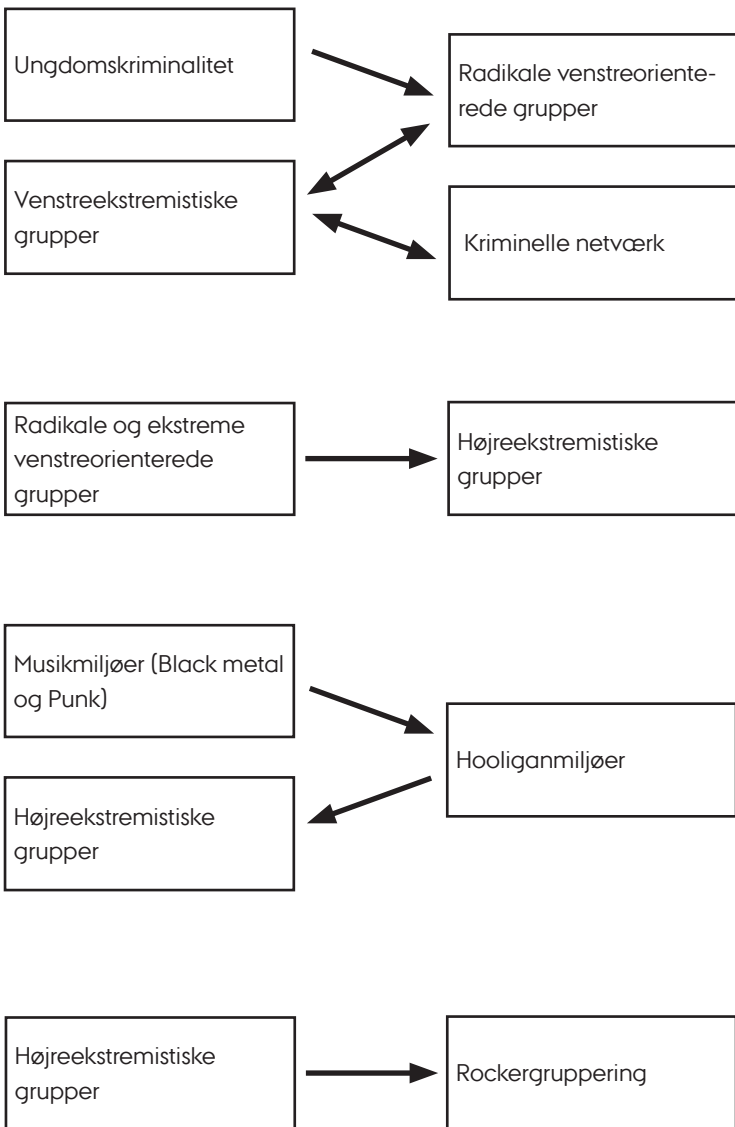 Ungdomskriminalitet
Radikale venstreoriente-
rede grupper
Venstreekstremistiske
grupper
Kriminelle netværk
Radikale og ekstreme
venstreorienterede
grupper
Højreekstremistiske
grupper
Musikmiljøer (Black metal
og Punk)
Hooliganmiljøer
Højreekstremistiske
grupper
Højreekstremistiske
grupper
Rockergruppering